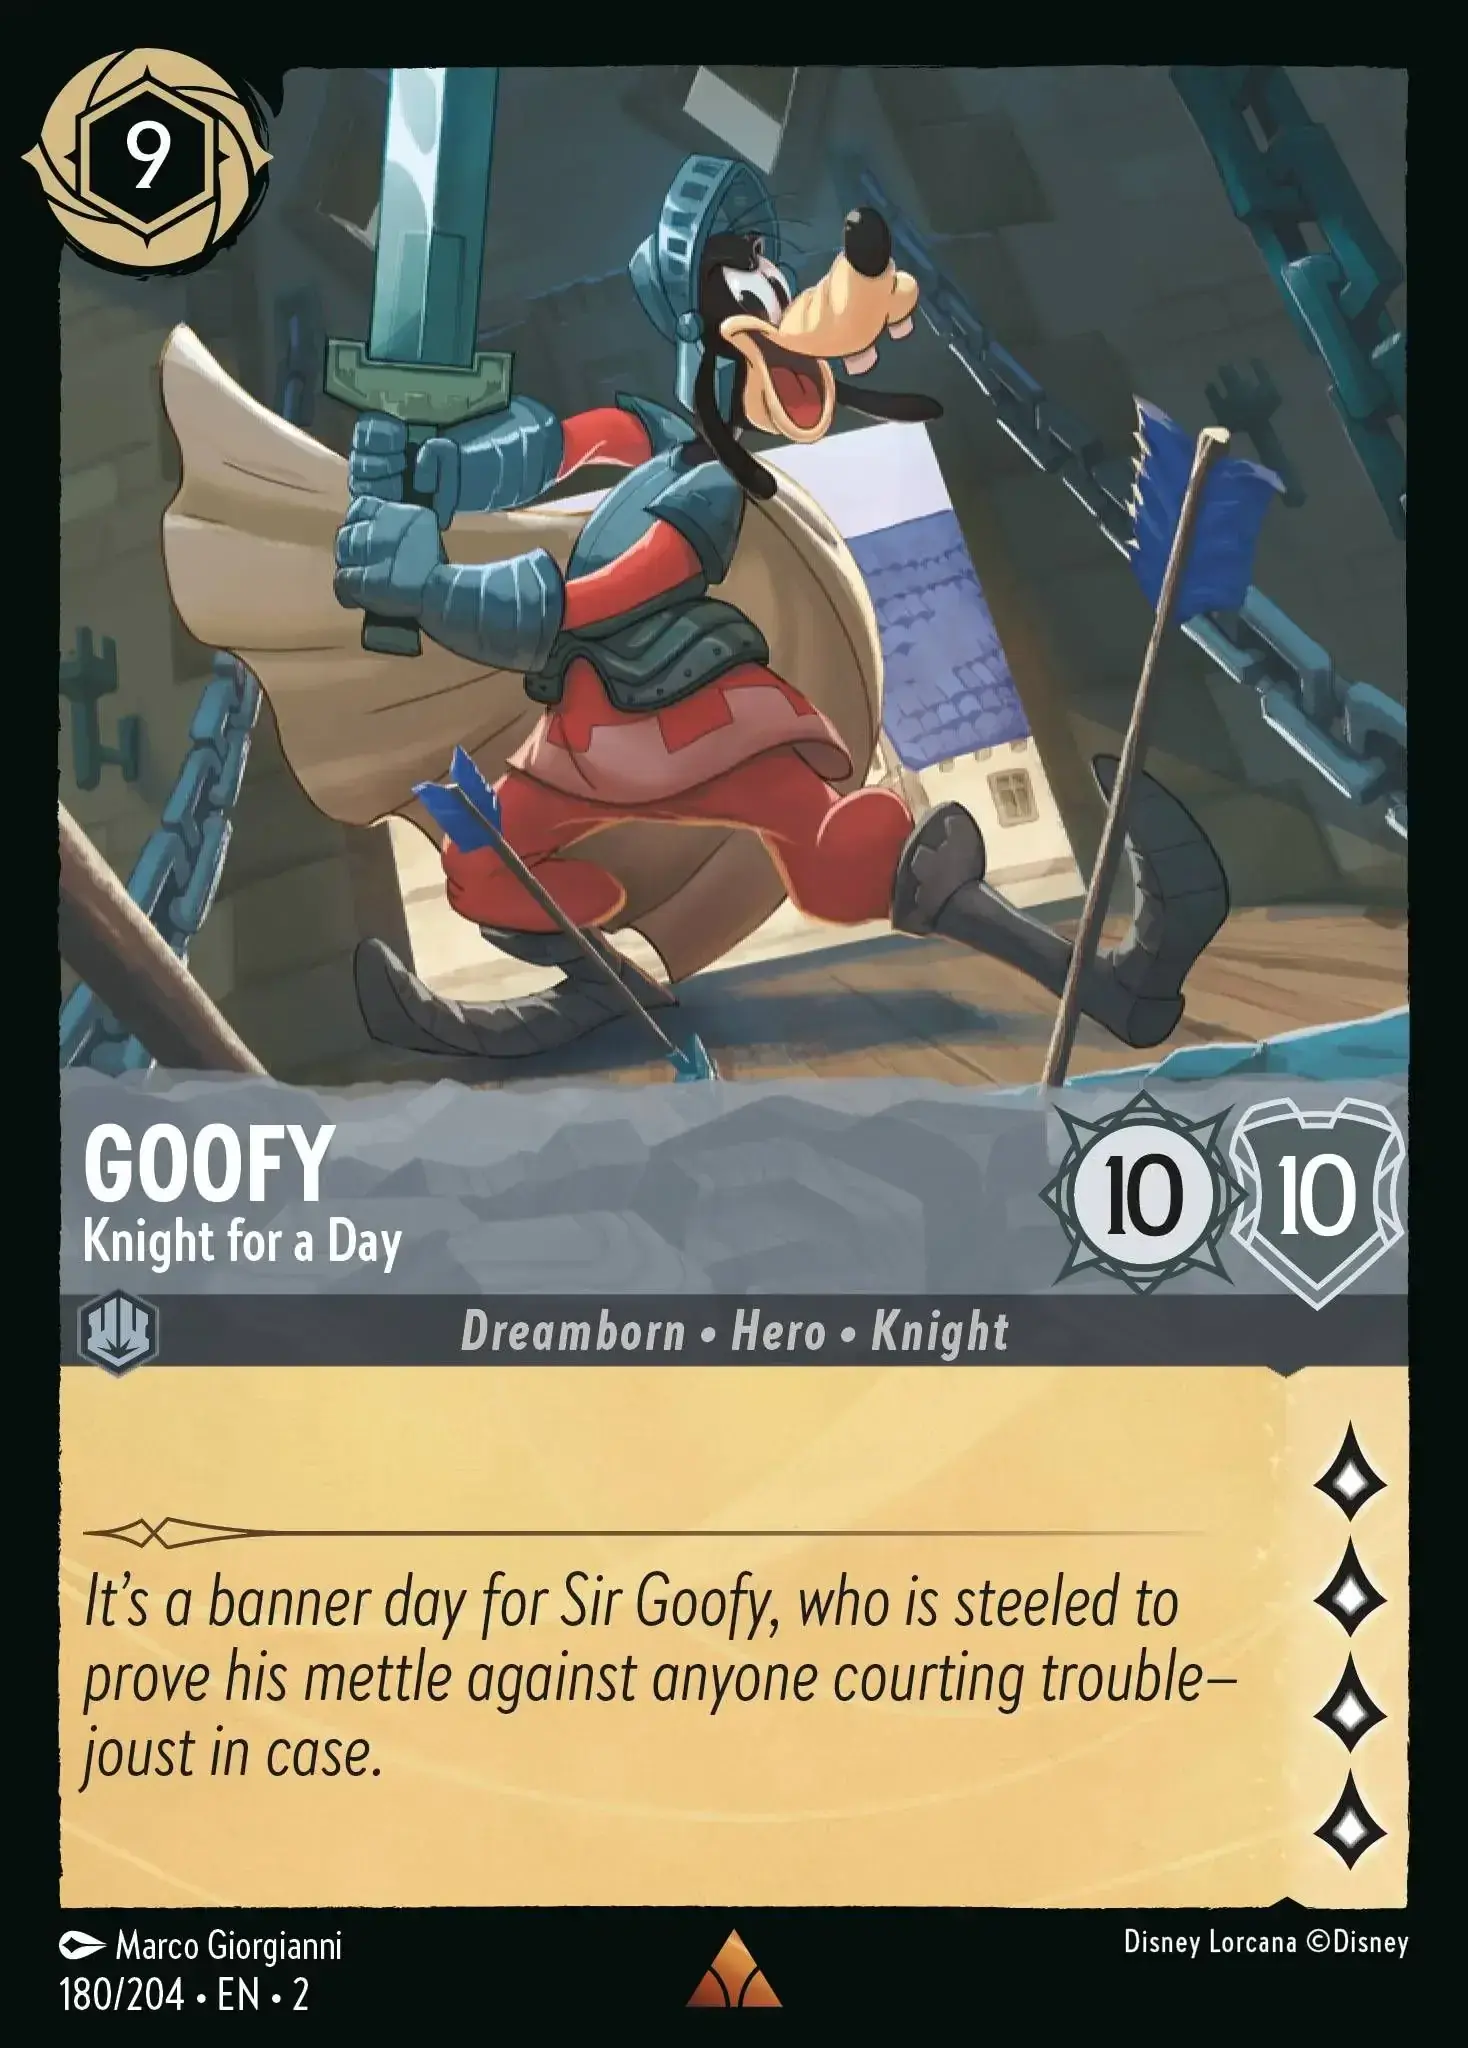 9
GOOFY
Knight for a Day
10
10
Dreamborn • Hero • Knight
It’s a banner day for Sir Goofy, who is steeled to
prove his mettle against anyone courting trouble—
joust in case.
Marco Giorgianni
Disney Lorcana ©Disney
180/204 • EN • 2